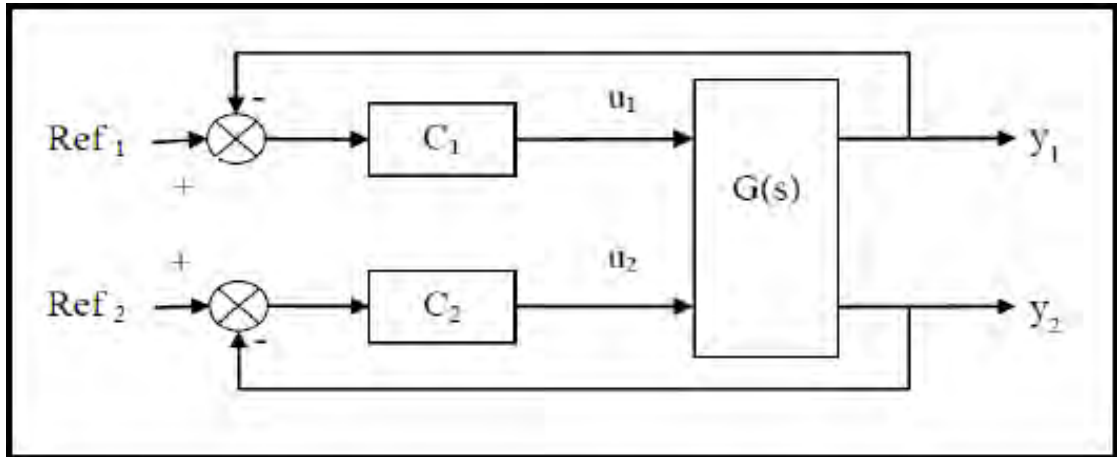 -
u₁
Ref ₁
C₁
y₁
+
G(s)
+
u₂
Ref ₂
C₂
y₂
-